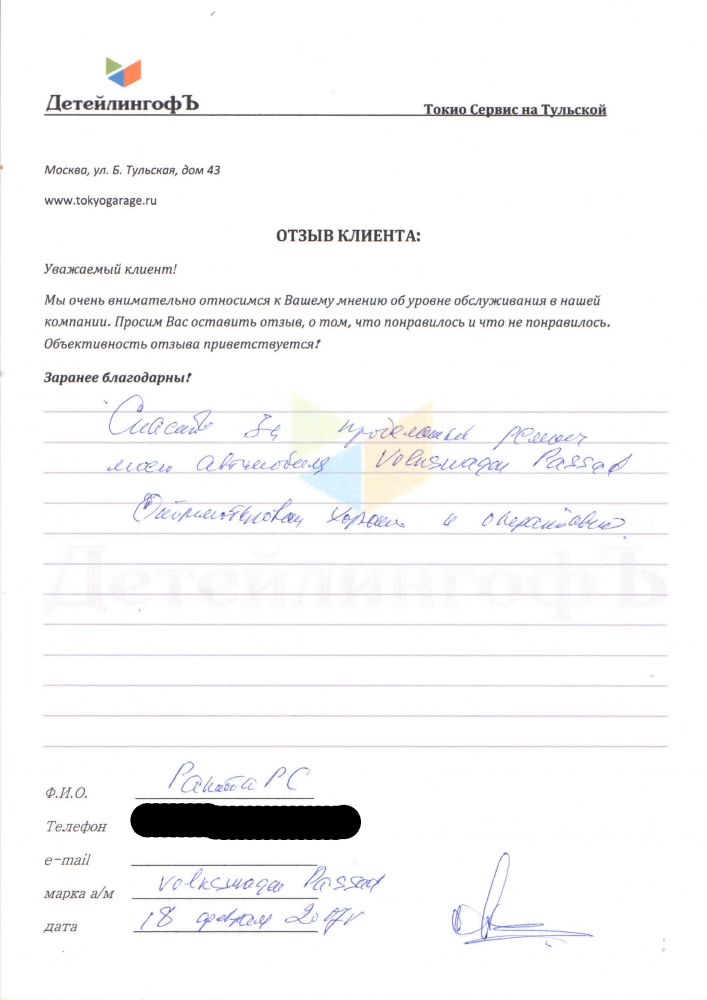 ДетейлингофЪ
Токио Сервис на Тульской
Москва, ул. Б. Тульская, дом 43
www.tokyogarage.ru
ОТЗЫВ КЛИЕНТА:
Уважаемый клиент!
Мы очень внимательно относимся к Вашему мнению об уровне обслуживания в нашей
компании. Просим Вас оставить отзыв, о том, что понравилось и что не понравилось.
Объективность отзыва приветствуется!
Заранее благодарны!
Спасибо за проделанный ремонт
моего автомобиля Volkswagen Passat
хорошо и оперативно.
ДетейлингофЪ
Ф.И.О. Ракита РС
Телефон
e-mail
марка а/м Volkswagen Passat
дата 18 февраля 2017г